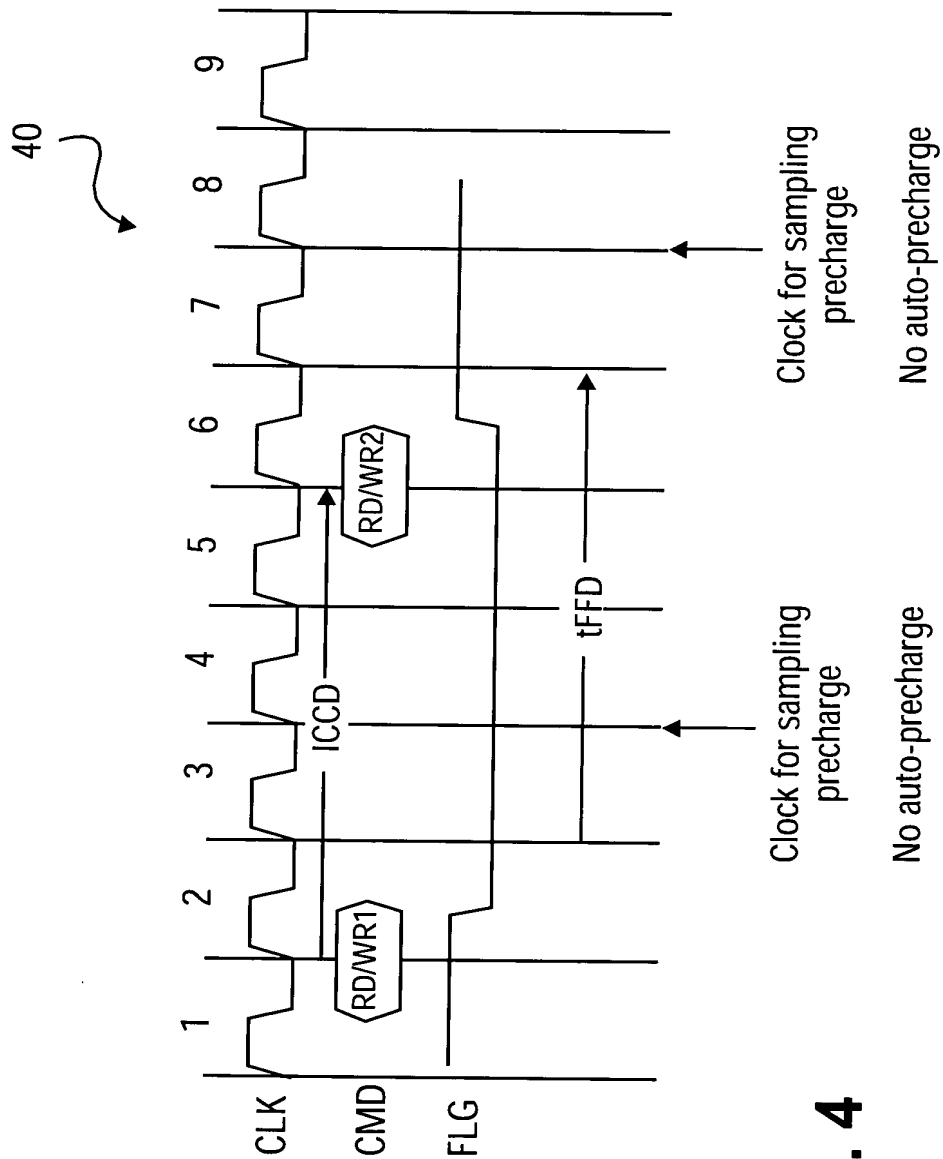 40
1 2 3 4 5 6 7 8 9
CLK
CMD
RD/WR1
RD/WR2
ICCD
FLG
tFFD
Clock for sampling
precharge
No auto-precharge
Clock for sampling
precharge
No auto-precharge
. 4